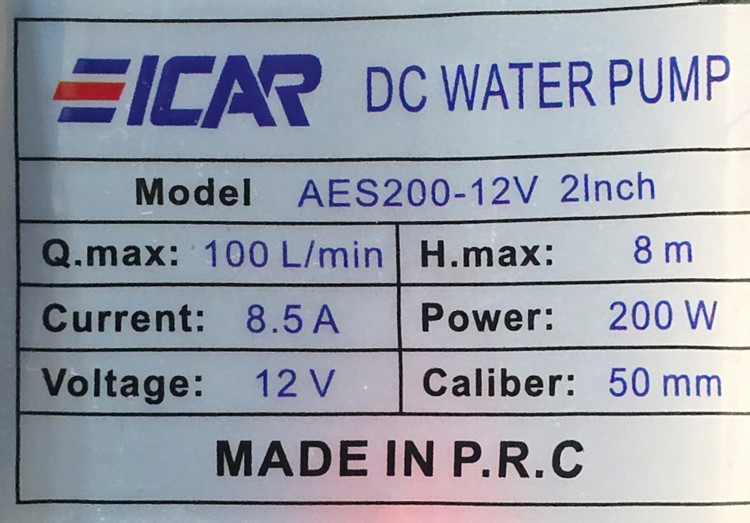 EICAR DC WATER PUMP
Model AES200-12V 2Inch
Q.max: 100 L/min H.max: 8 m
Current: 8.5 A Power: 200 W
Voltage: 12 V Caliber: 50 mm
MADE IN P.R.C